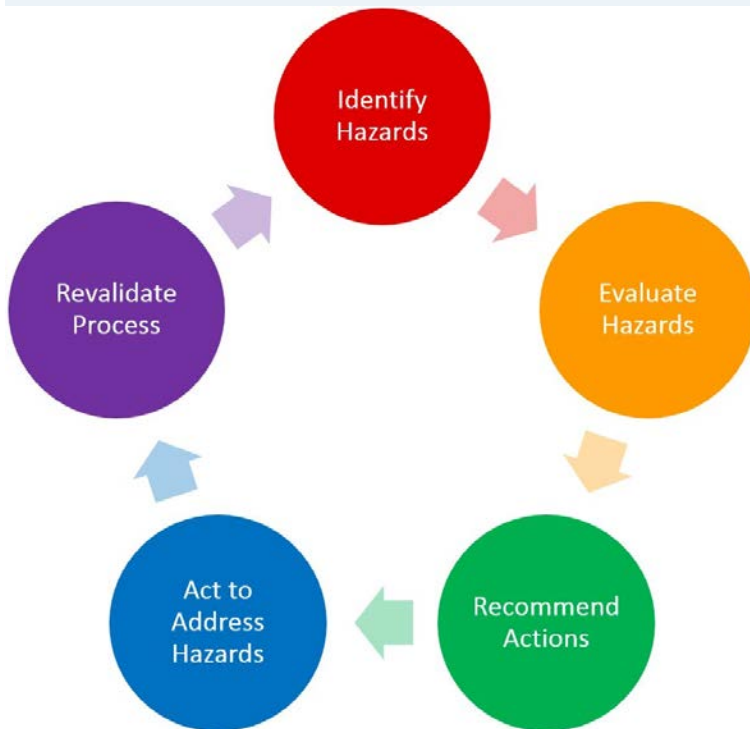 Identify
Hazards
Evaluate
Hazards
Recommend
Actions
Act to
Address
Hazards
Revalidate
Process